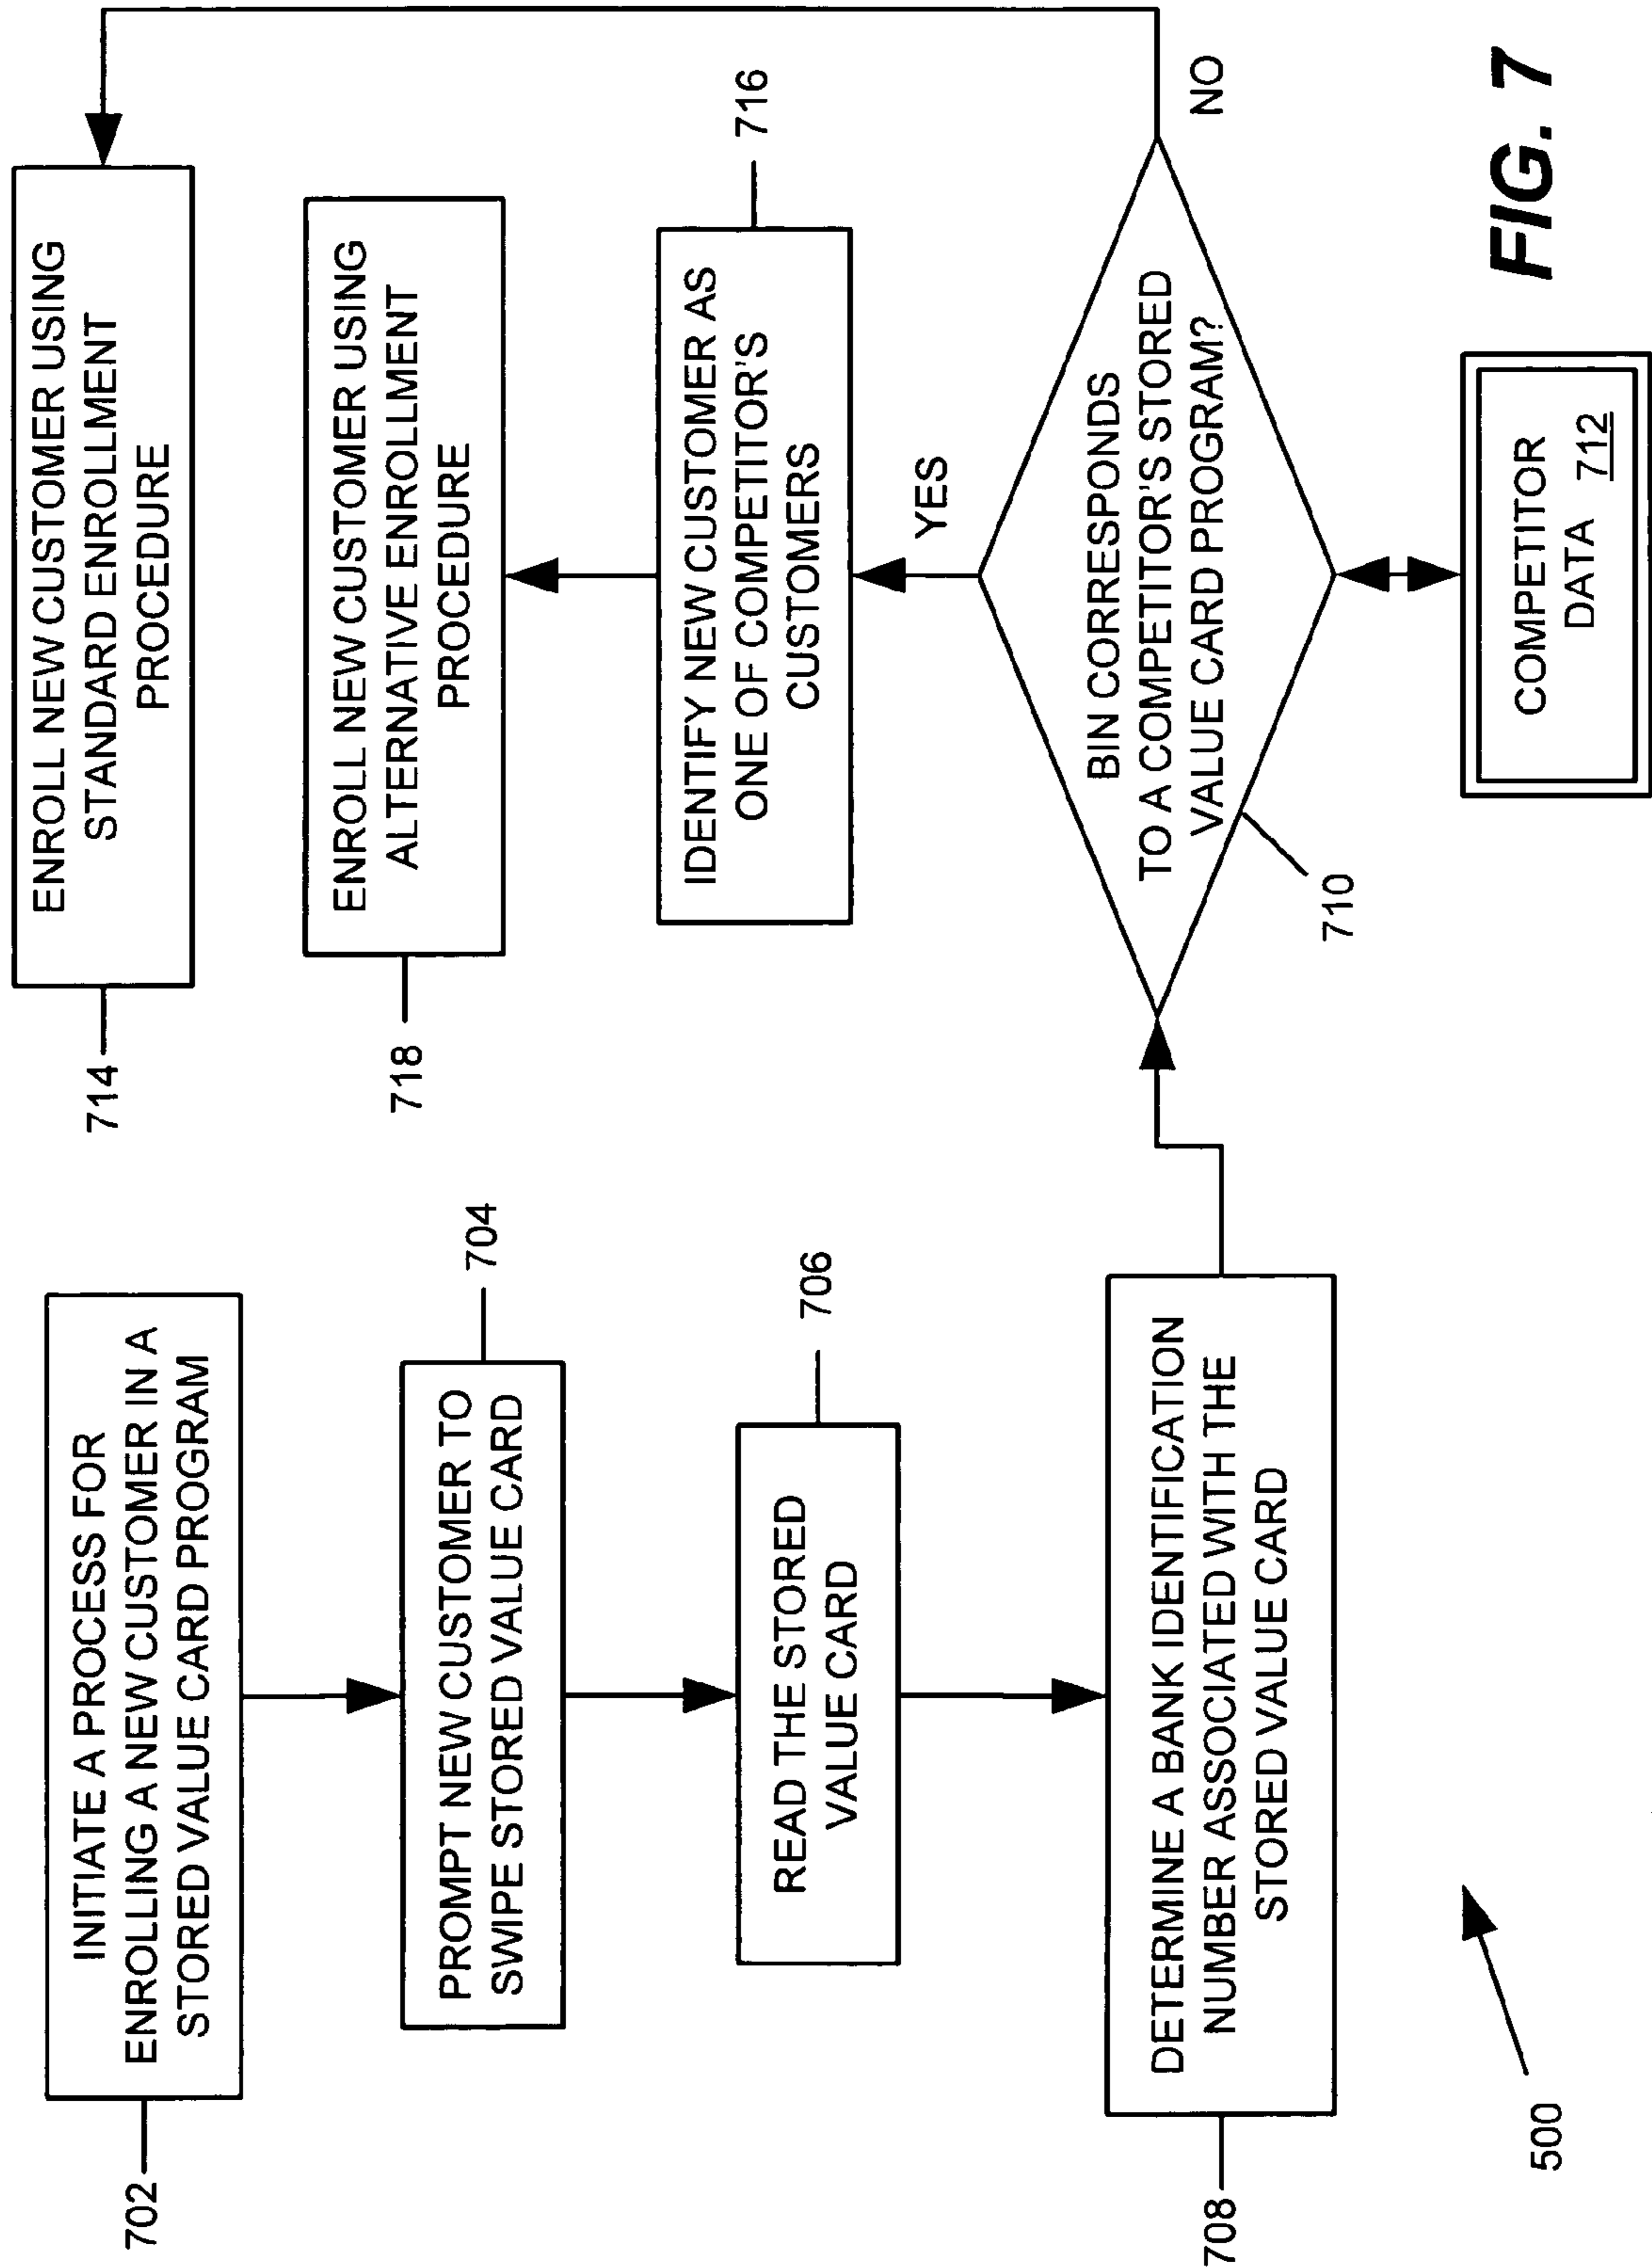 702
INITIATE A PROCESS FOR
ENROLLING A NEW CUSTOMER IN A
STORED VALUE CARD PROGRAM
704
PROMPT NEW CUSTOMER TO
SWIPE STORED VALUE CARD
706
READ THE STORED
VALUE CARD
708
DETERMINE A BANK IDENTIFICATION
NUMBER ASSOCIATED WITH THE
STORED VALUE CARD
500
714
ENROLL NEW CUSTOMER USING
STANDARD ENROLLMENT
PROCEDURE
718
ENROLL NEW CUSTOMER USING
ALTERNATIVE ENROLLMENT
PROCEDURE
716
IDENTIFY NEW CUSTOMER AS
ONE OF COMPETITOR'S
CUSTOMERS
YES
BIN CORRESPONDS
TO A COMPETITOR'S STORED
VALUE CARD PROGRAM?
NO
710
COMPETITOR
DATA 712
FIG. 7